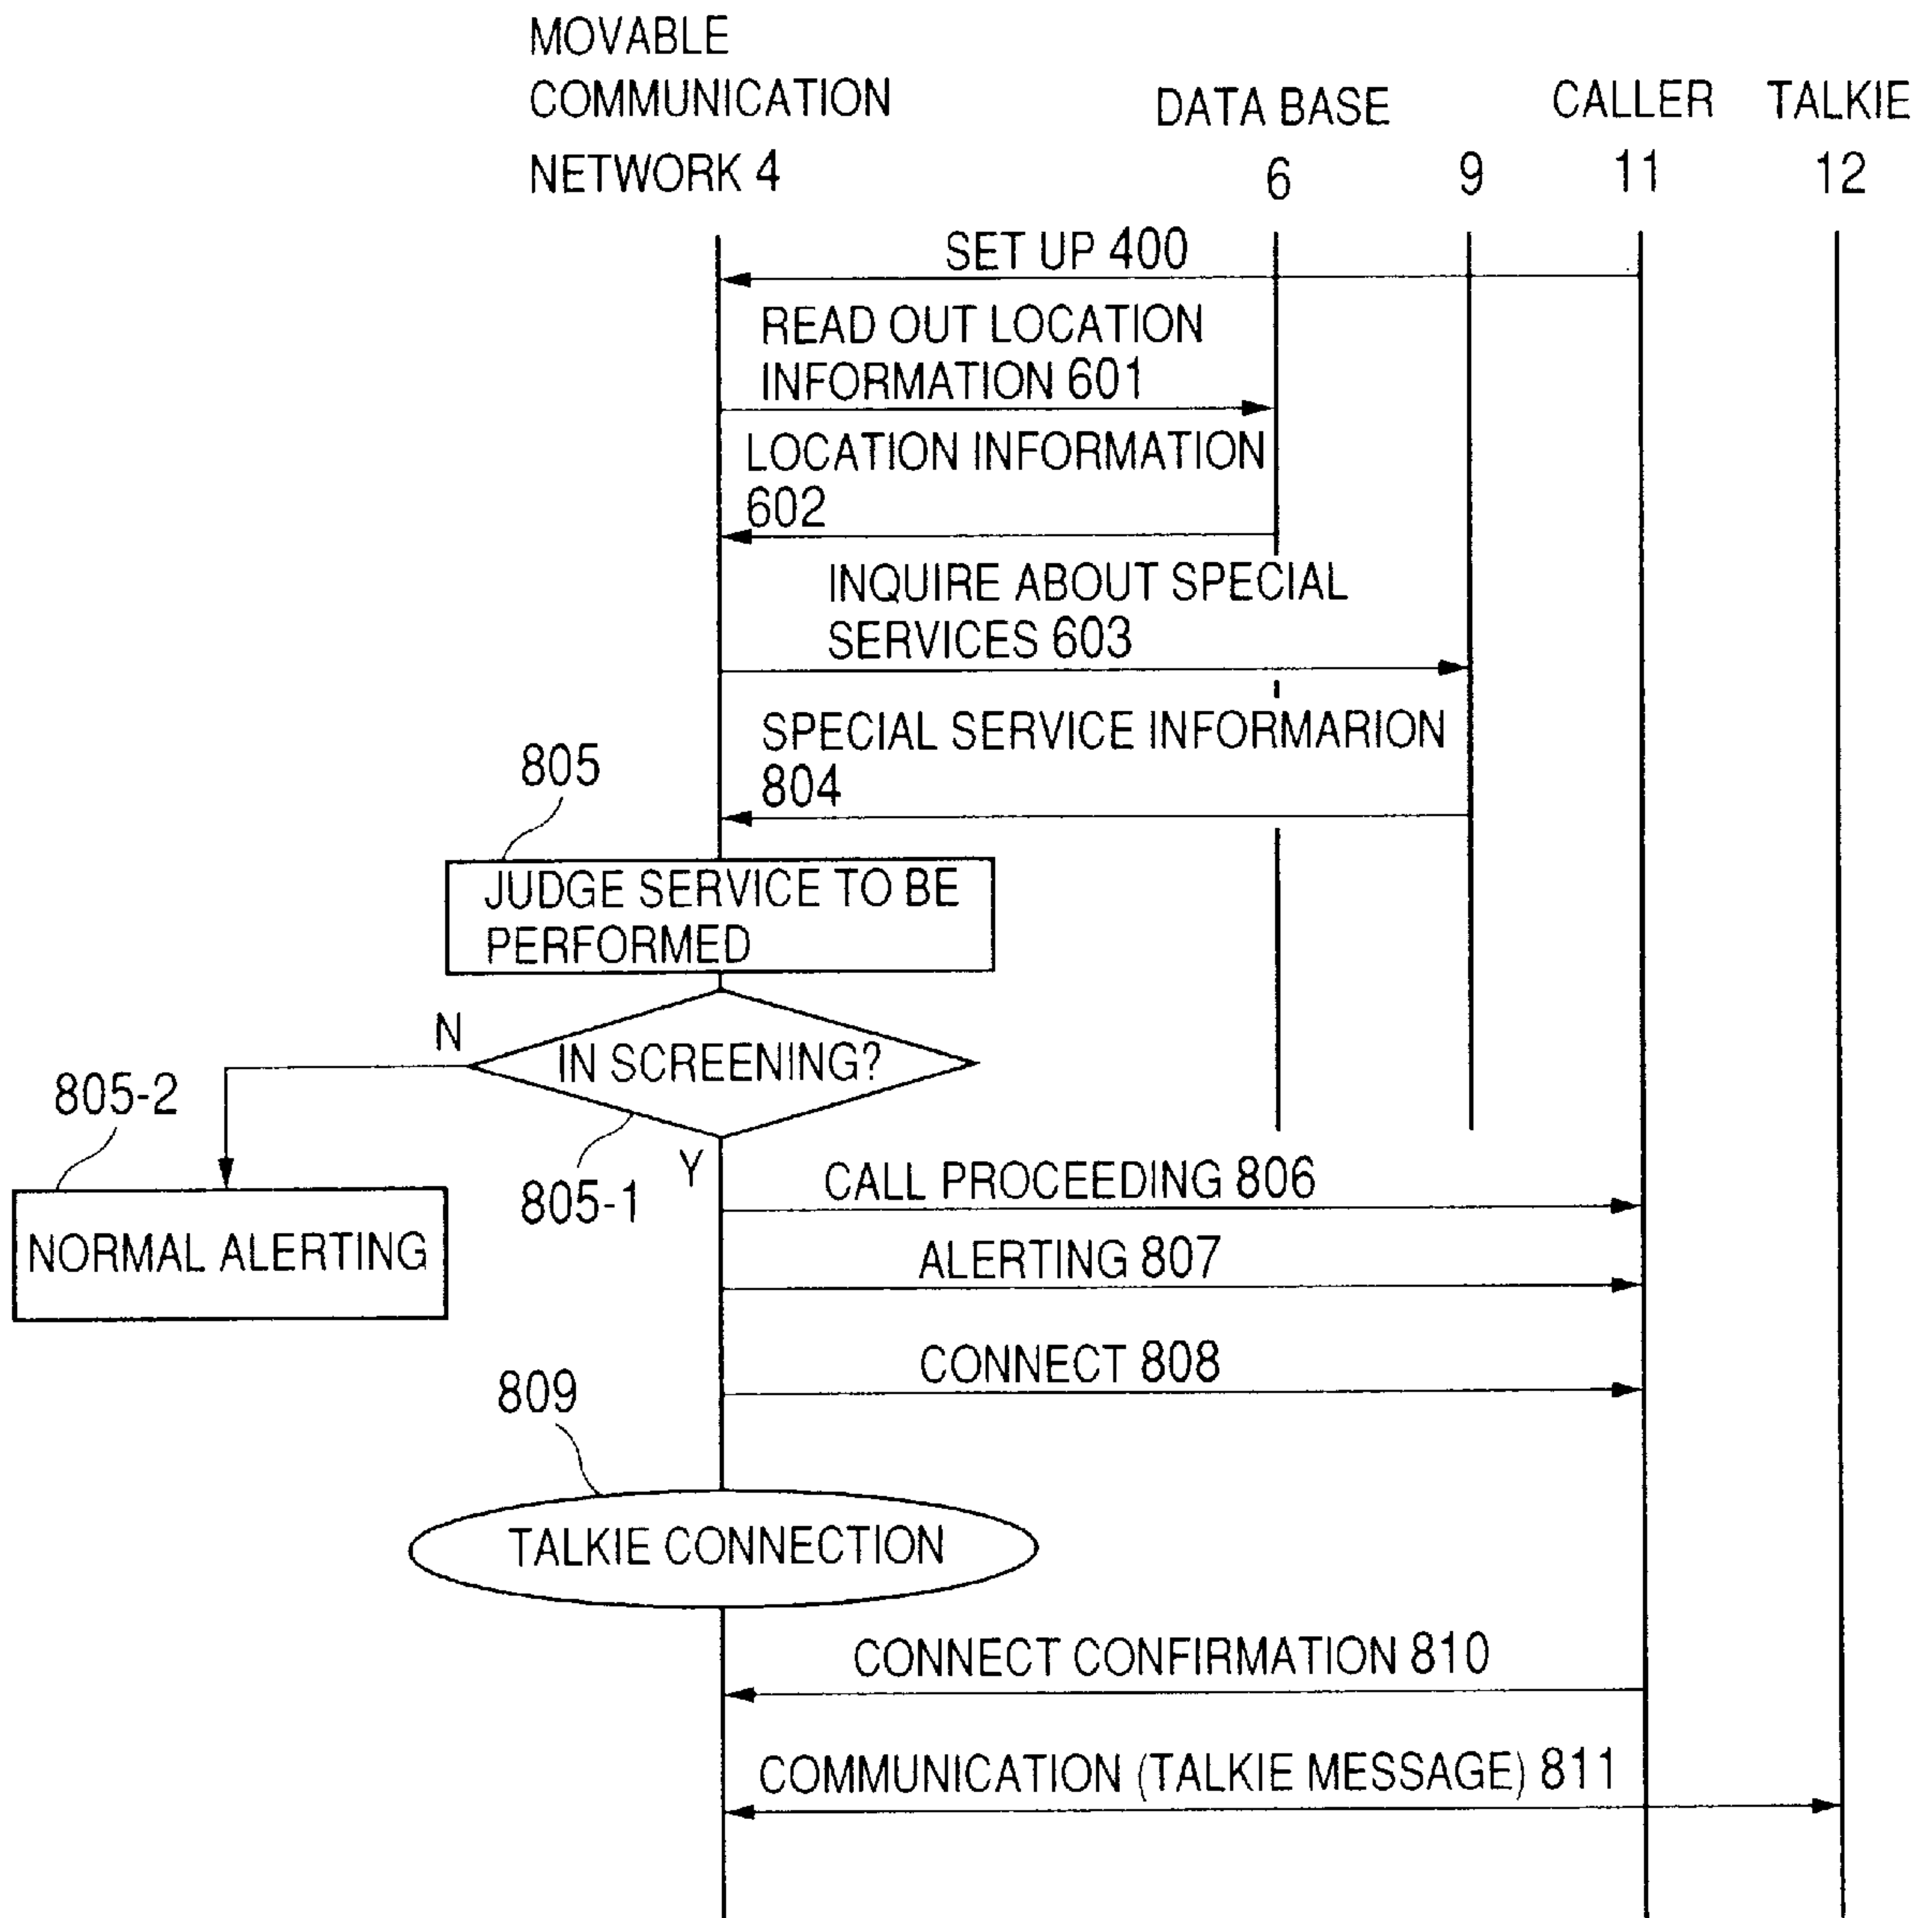 MOVABLE
COMMUNICATION
NETWORK 4
DATA BASE
6
9
CALLER
11
TALKIE
12
SET UP 400
READ OUT LOCATION
INFORMATION 601
LOCATION INFORMATION
602
INQUIRE ABOUT SPECIAL
SERVICES 603
SPECIAL SERVICE INFORMARION
804
805
JUDGE SERVICE TO BE
PERFORMED
N
IN SCREENING?
805-2
805-1
Y
NORMAL ALERTING
CALL PROCEEDING 806
ALERTING 807
CONNECT 808
809
TALKIE CONNECTION
CONNECT CONFIRMATION 810
COMMUNICATION (TALKIE MESSAGE) 811